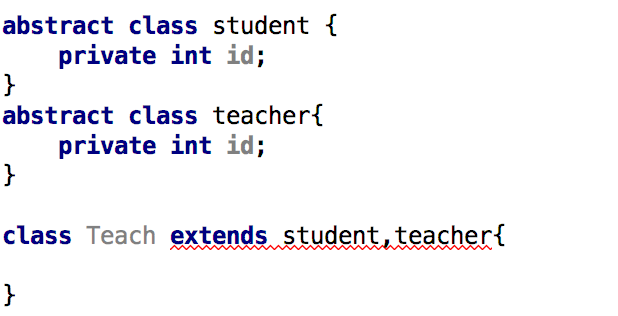 abstract class student {
    private int id;
}
abstract class teacher{
    private int id;
}

class Teach extends student,teacher{

}